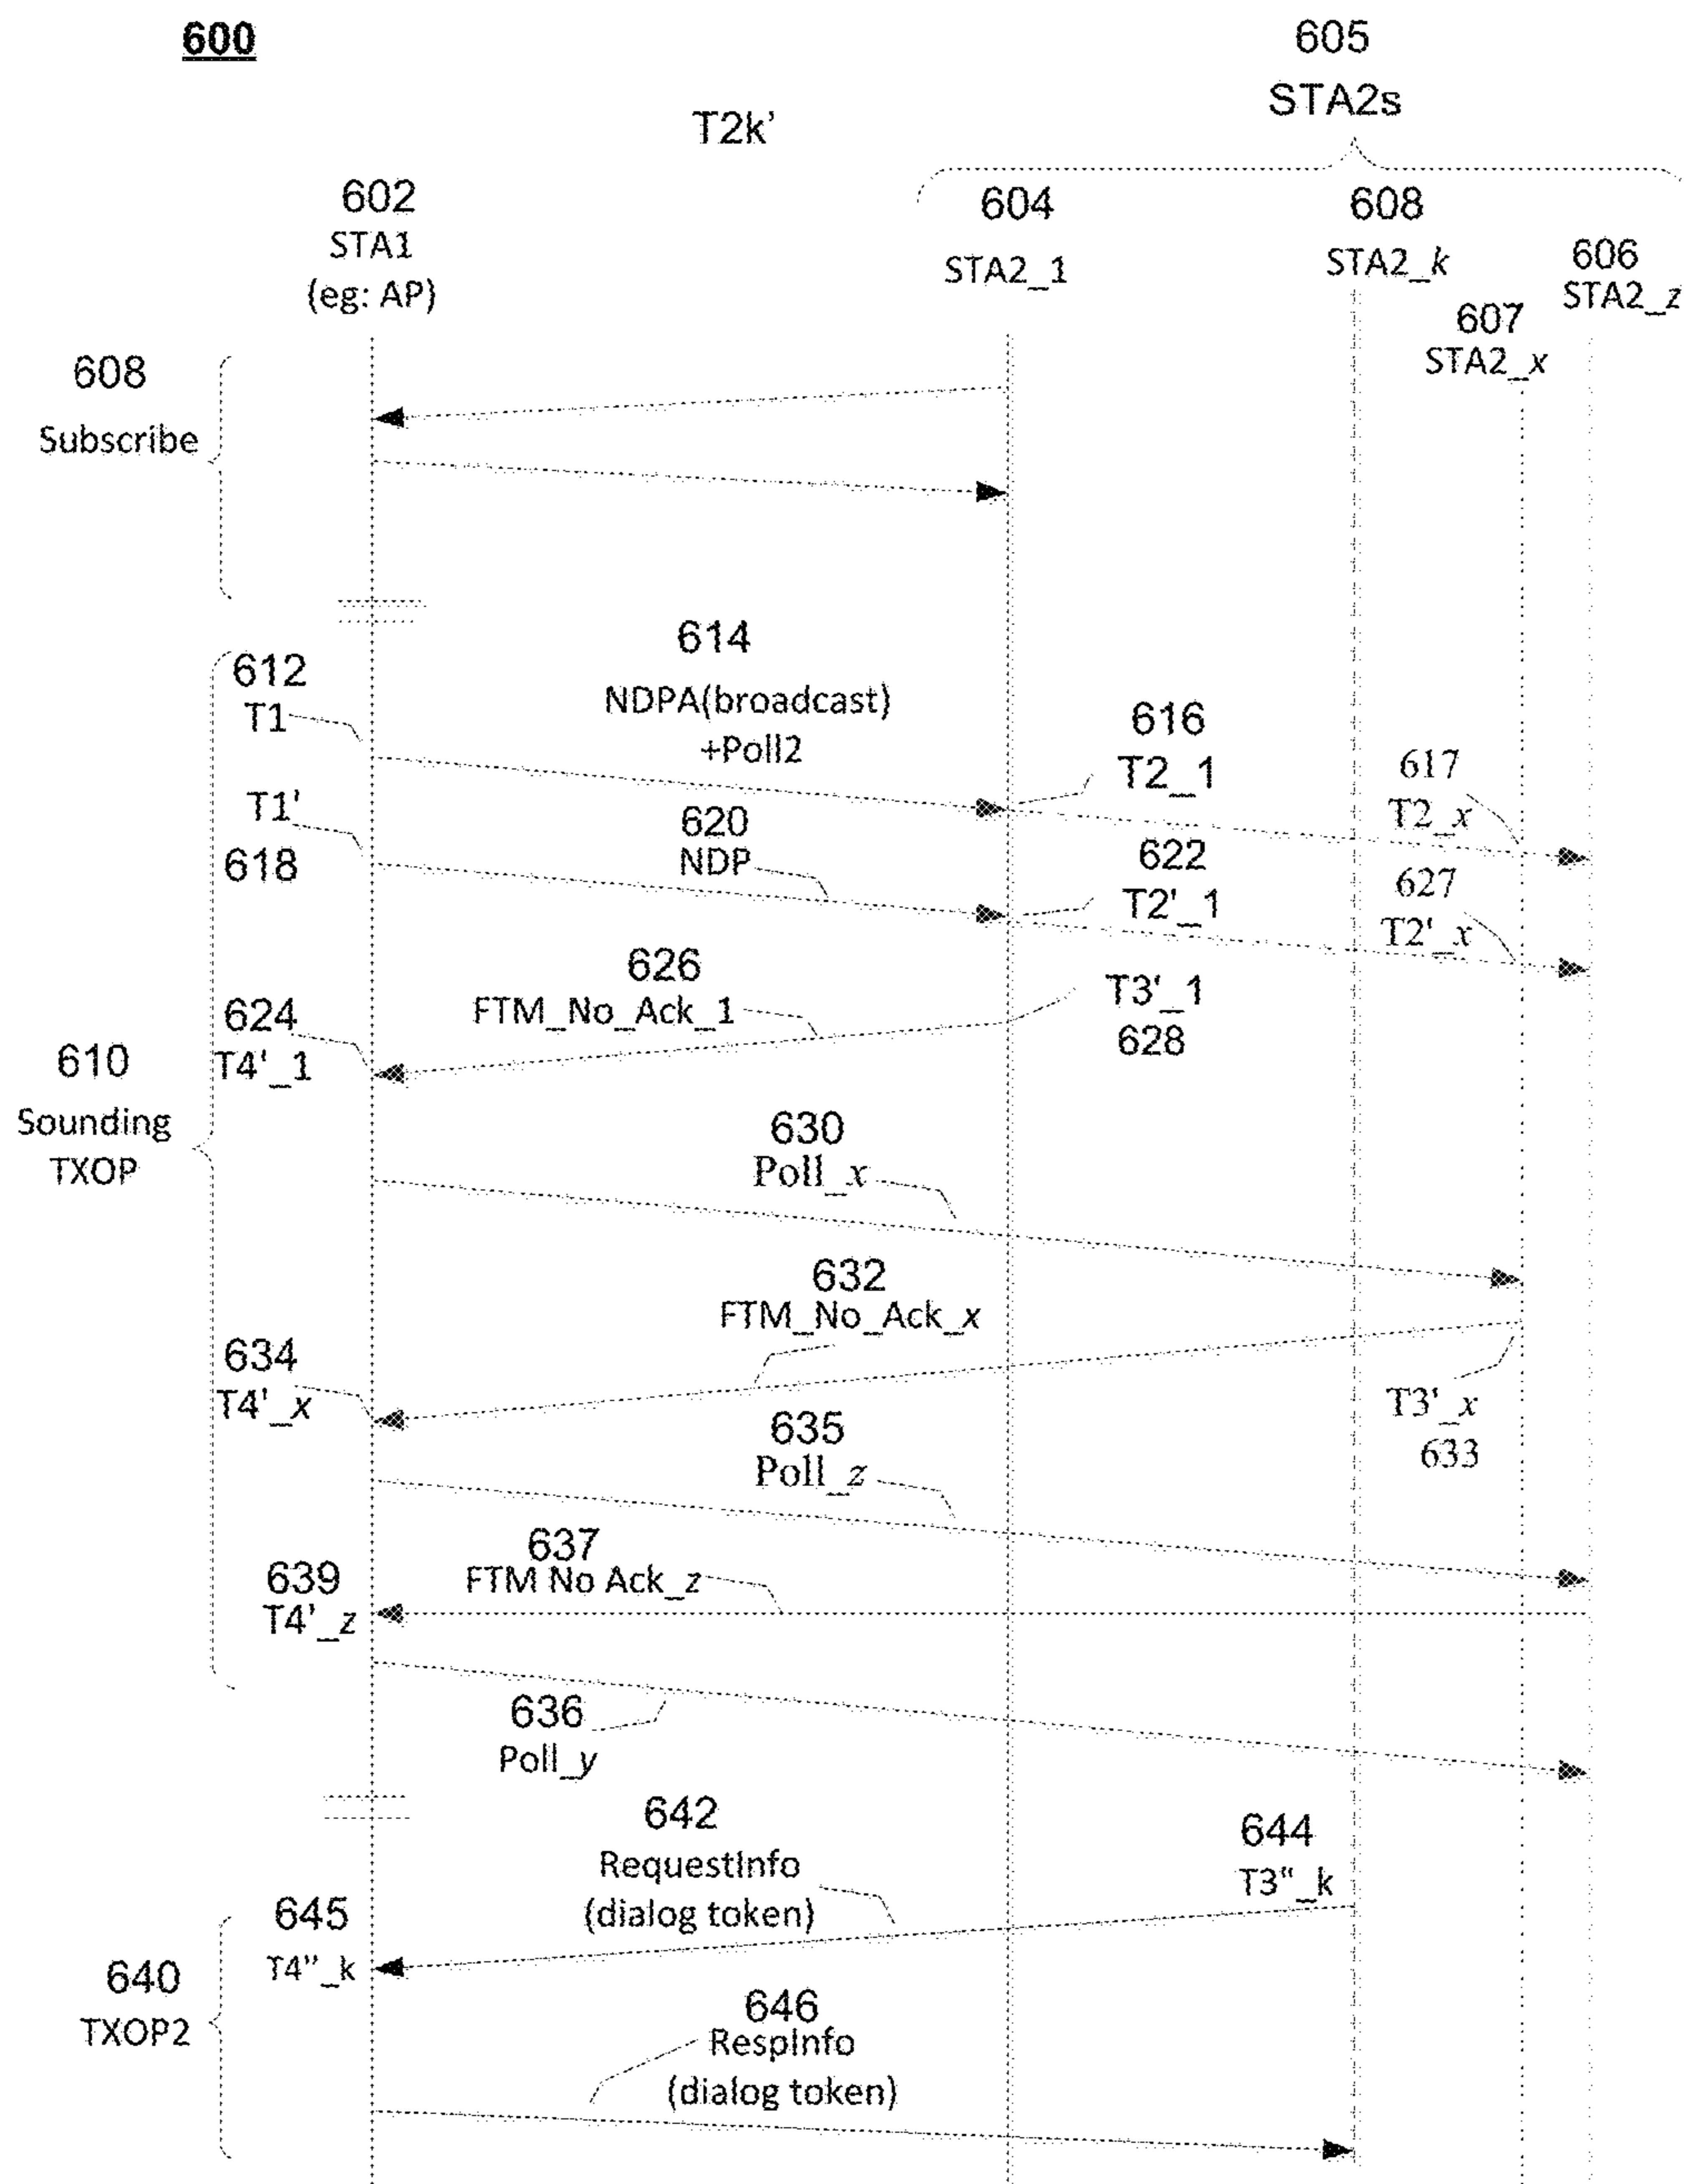 600
605
STA2s
T2k’
602
STA1
(eg: AP)
604
STA2_1
608
STA2_k
606
STA2_z
607
STA2_x
608
Subscribe
614
NDPA(broadcast)
+Poll2
612
T1
616
T2_1
617
T2_x
T1'
618
620
NDP
622
T2'_1
627
T2'_x
626
FTM_No_Ack_1
T3'_1
628
624
T4'_1
610
Sounding
TXOP
630
Poll_x
632
FTM_No_Ack_x
634
T4'_x
T3'_x
633
635
Poll_z
637
FTM No Ack_z
639
T4'_z
636
Poll_y
642
RequestInfo
(dialog token)
644
T3"_k
645
T4”_k
640
TXOP2
646
RespInfo
(dialog token)